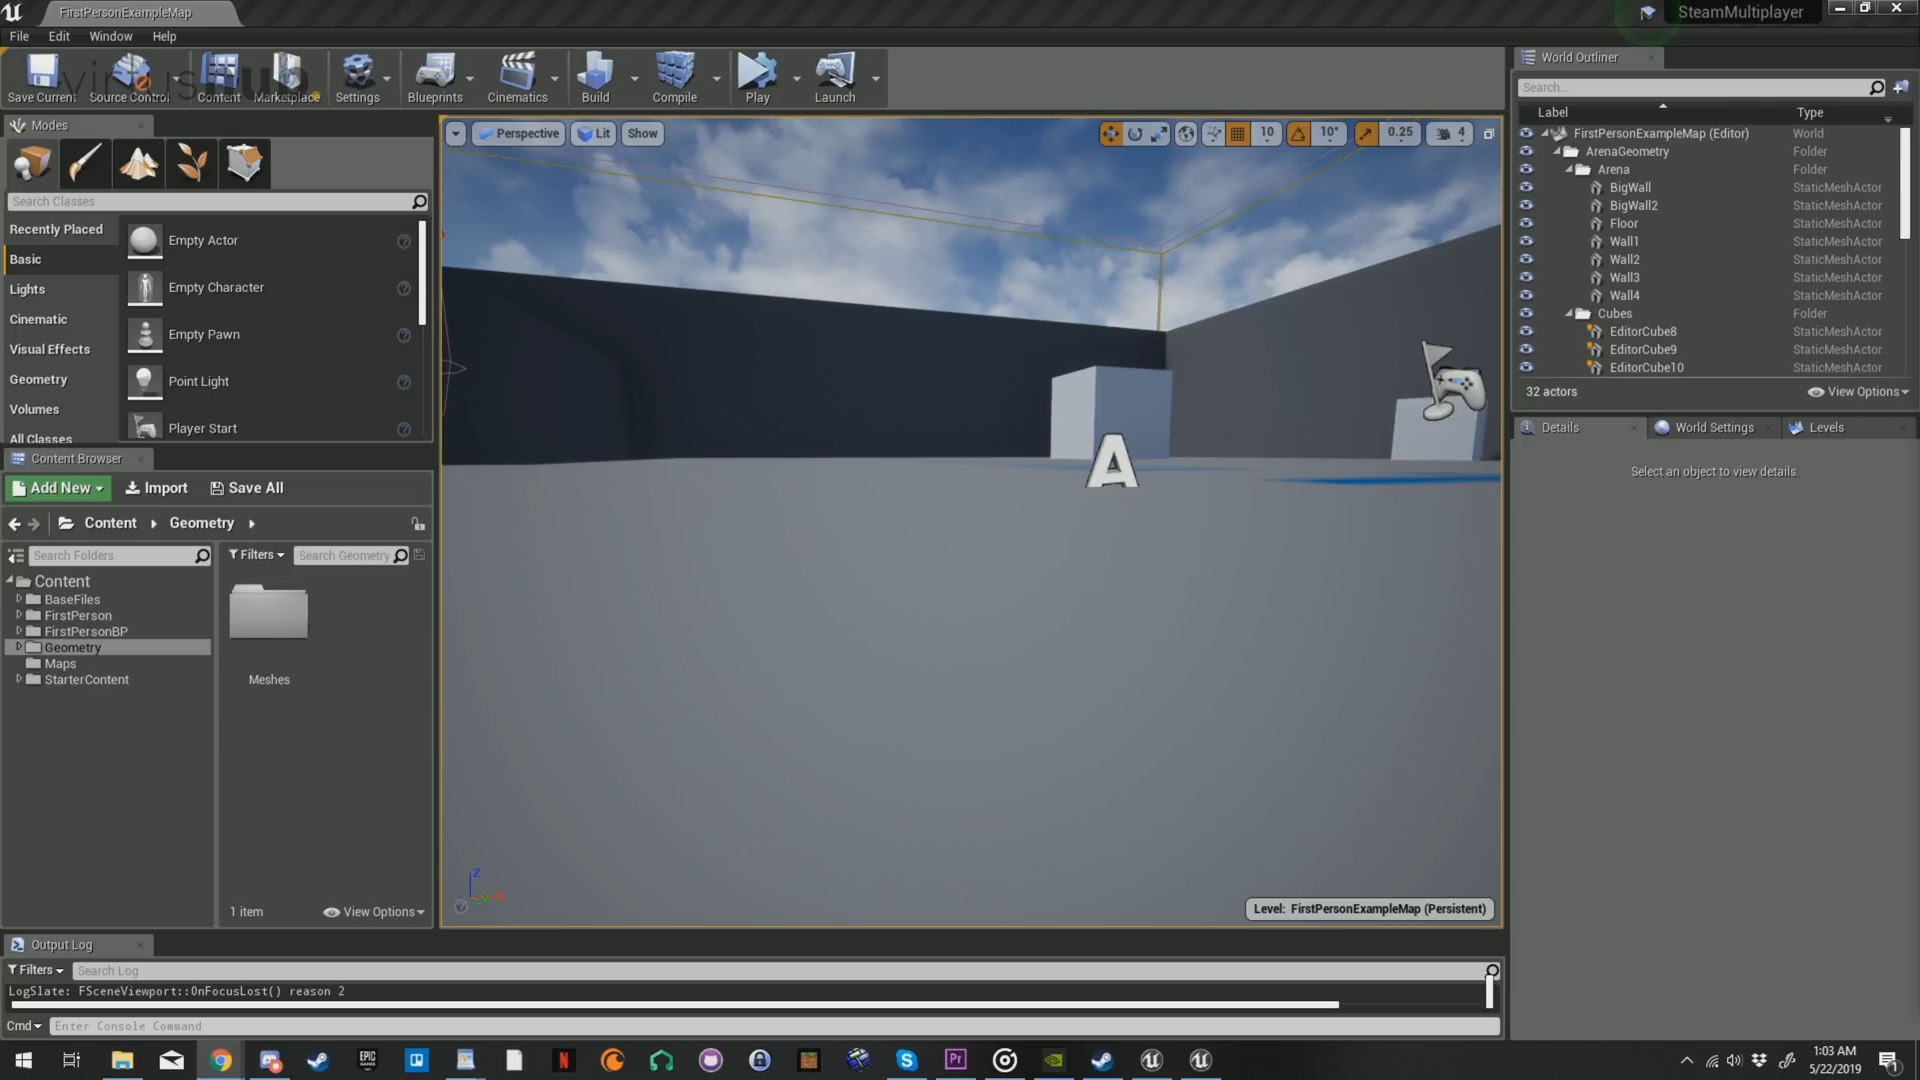 FirstPersonExampleMap
SteamMultiplayer
File Edit Window Help
virtushub
Save Current Source Control Content Marketplace Settings Blueprints Cinematics Build Compile Play Launch
Modes
Search Classes
Recently Placed
Basic
Lights
Cinematic
Visual Effects
Geometry
Volumes
All Classes
Empty Actor
Empty Character
Empty Pawn
Point Light
Player Start
Content Browser
Add New Import Save All
Content Geometry
Search Folders
Filters Search Geometry
Content
BaseFiles
FirstPerson
FirstPersonBP
Geometry
Maps
StarterContent
Meshes
1 item View Options
Perspective Lit Show
10 10° 0.25 4
A
Z
Level: FirstPersonExampleMap (Persistent)
World Outliner
Search...
Label Type
FirstPersonExampleMap (Editor) World
ArenaGeometry Folder
Arena Folder
BigWall StaticMeshActor
BigWall2 StaticMeshActor
Floor StaticMeshActor
Wall1 StaticMeshActor
Wall2 StaticMeshActor
Wall3 StaticMeshActor
Wall4 StaticMeshActor
Cubes Folder
EditorCube8 StaticMeshActor
EditorCube9 StaticMeshActor
EditorCube10 StaticMeshActor
32 actors View Options
Details World Settings Levels
Select an object to view details.
Output Log
Filters Search Log
LogSlate: FSceneViewport::OnFocusLost() reason 2
Cmd Enter Console Command
EPIC GAMES
N
S
Pr
1:03 AM
5/22/2019
1